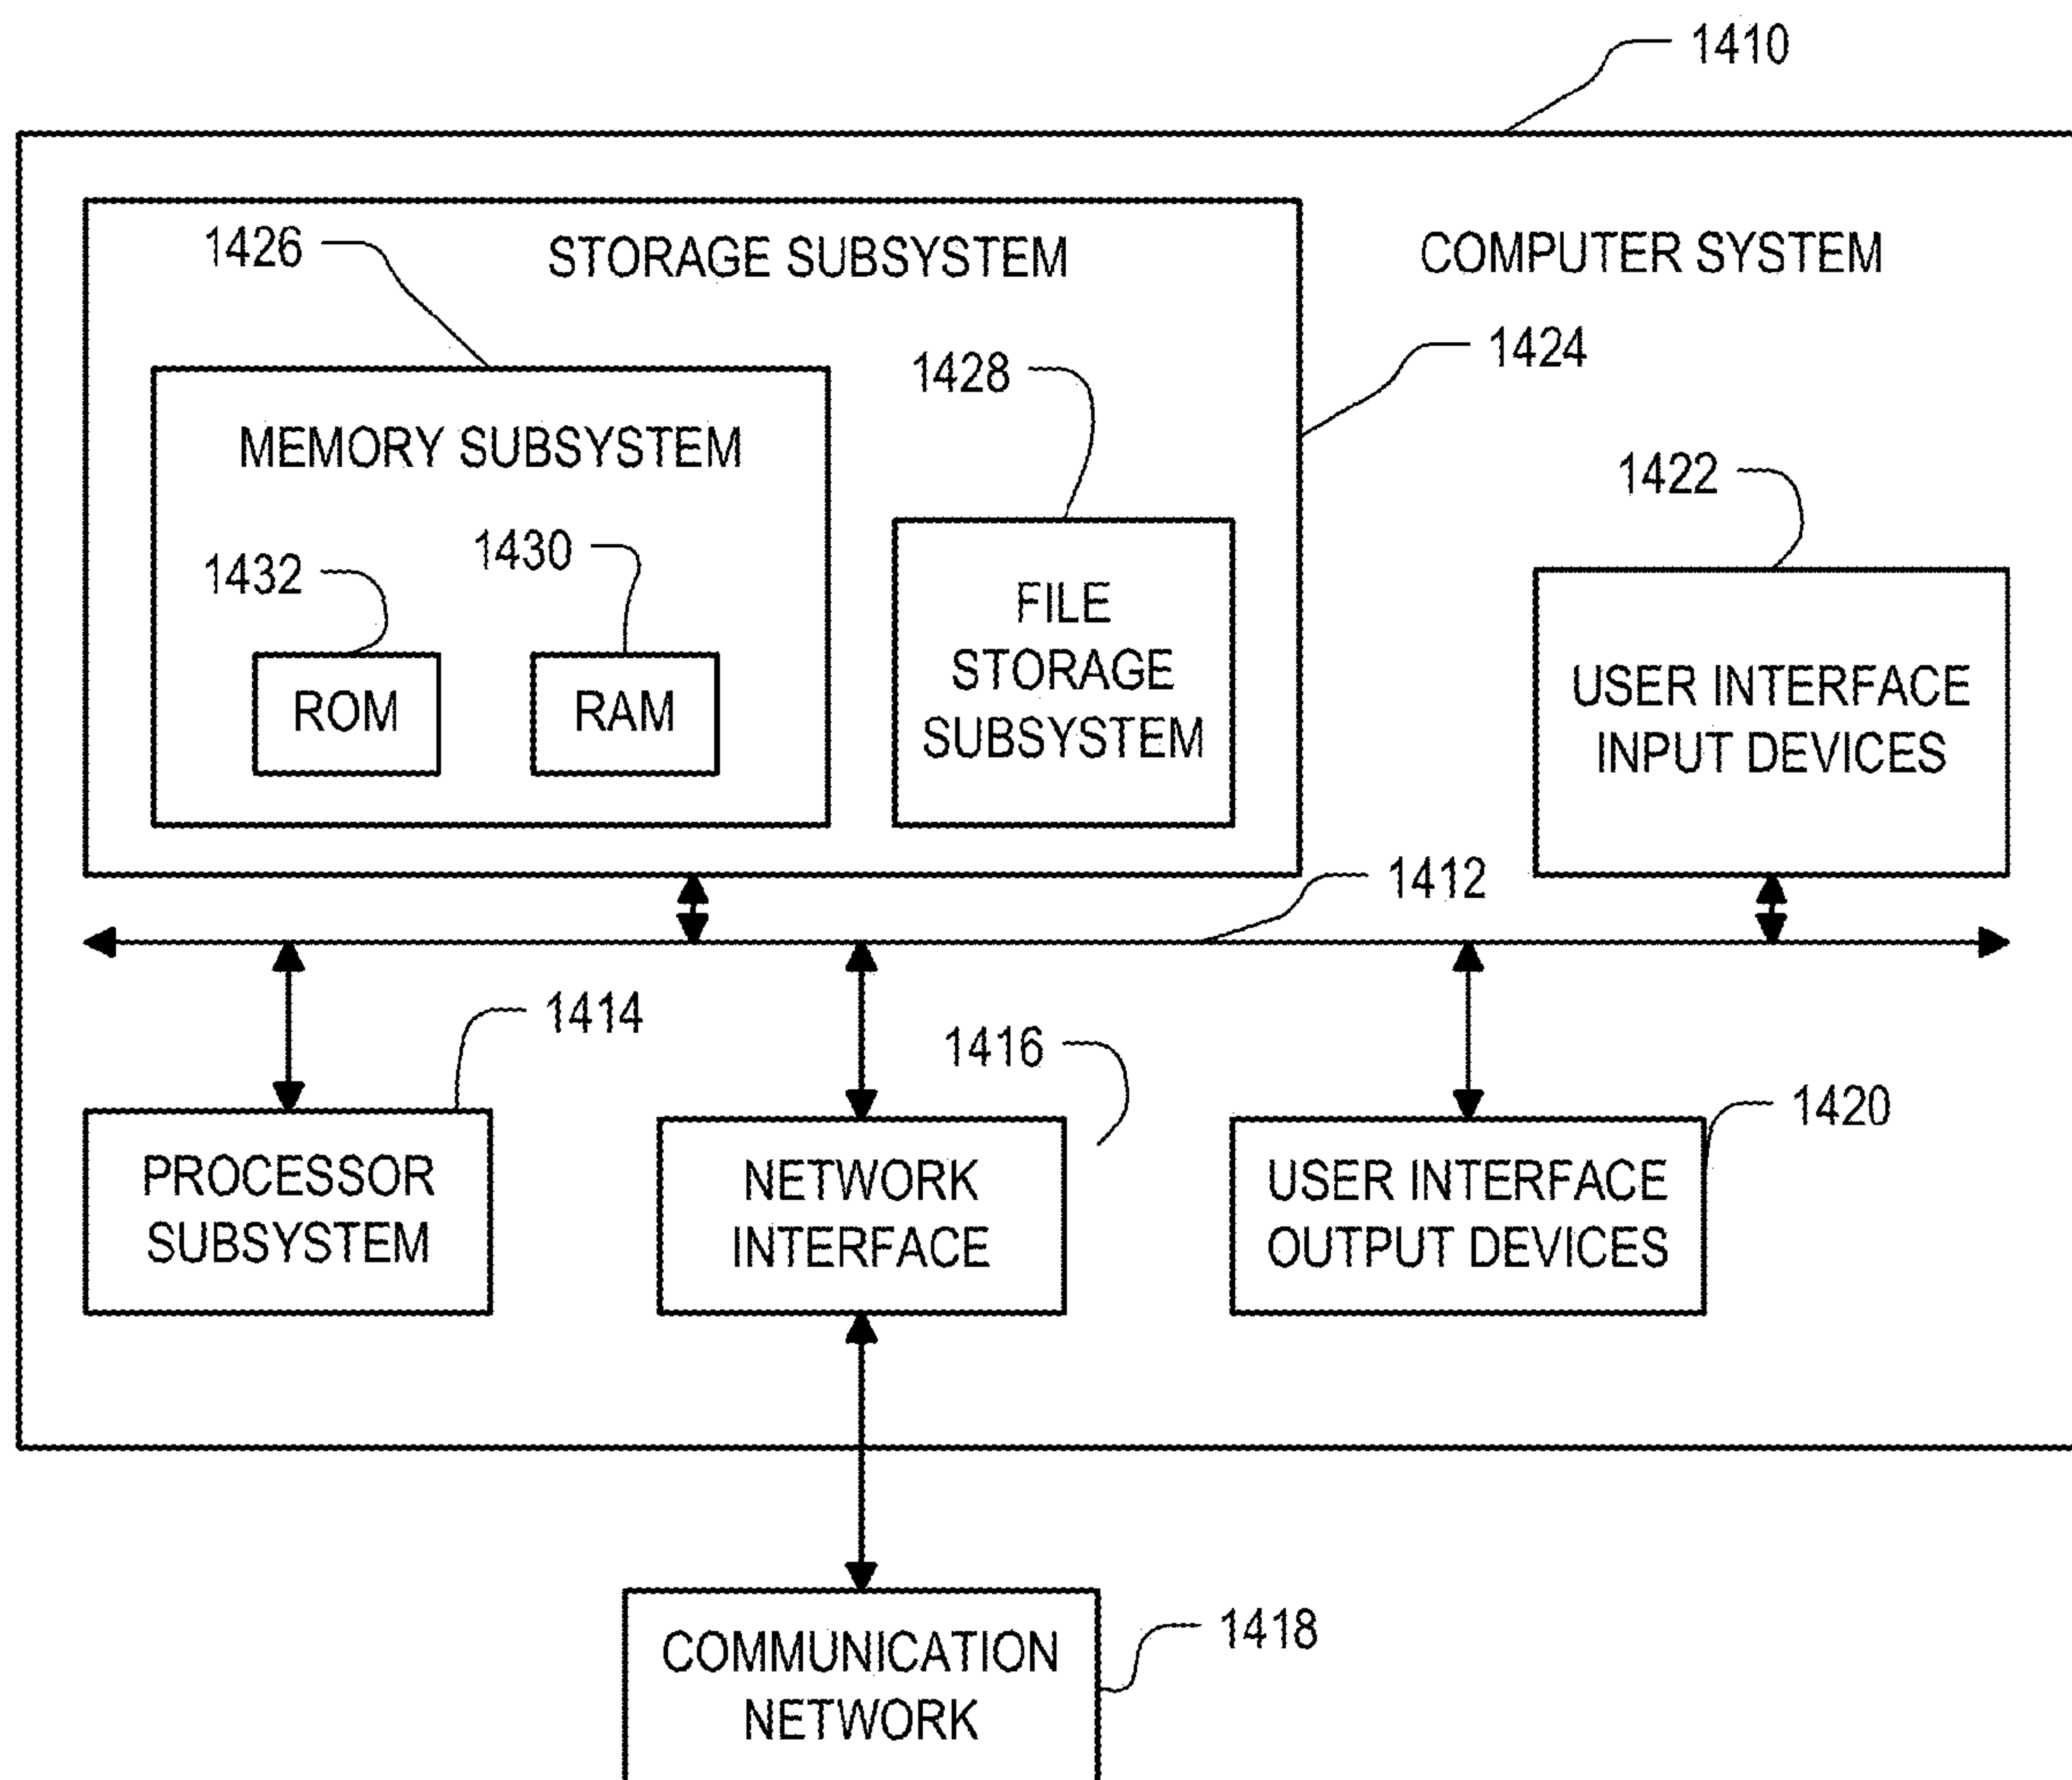 1410
STORAGE SUBSYSTEM
COMPUTER SYSTEM
1426
1424
1428
MEMORY SUBSYSTEM
1422
1432
1430
FILE
STORAGE
SUBSYSTEM
ROM
RAM
USER INTERFACE
INPUT DEVICES
1412
1414
1416
1420
PROCESSOR
SUBSYSTEM
NETWORK
INTERFACE
USER INTERFACE
OUTPUT DEVICES
COMMUNICATION
NETWORK
1418